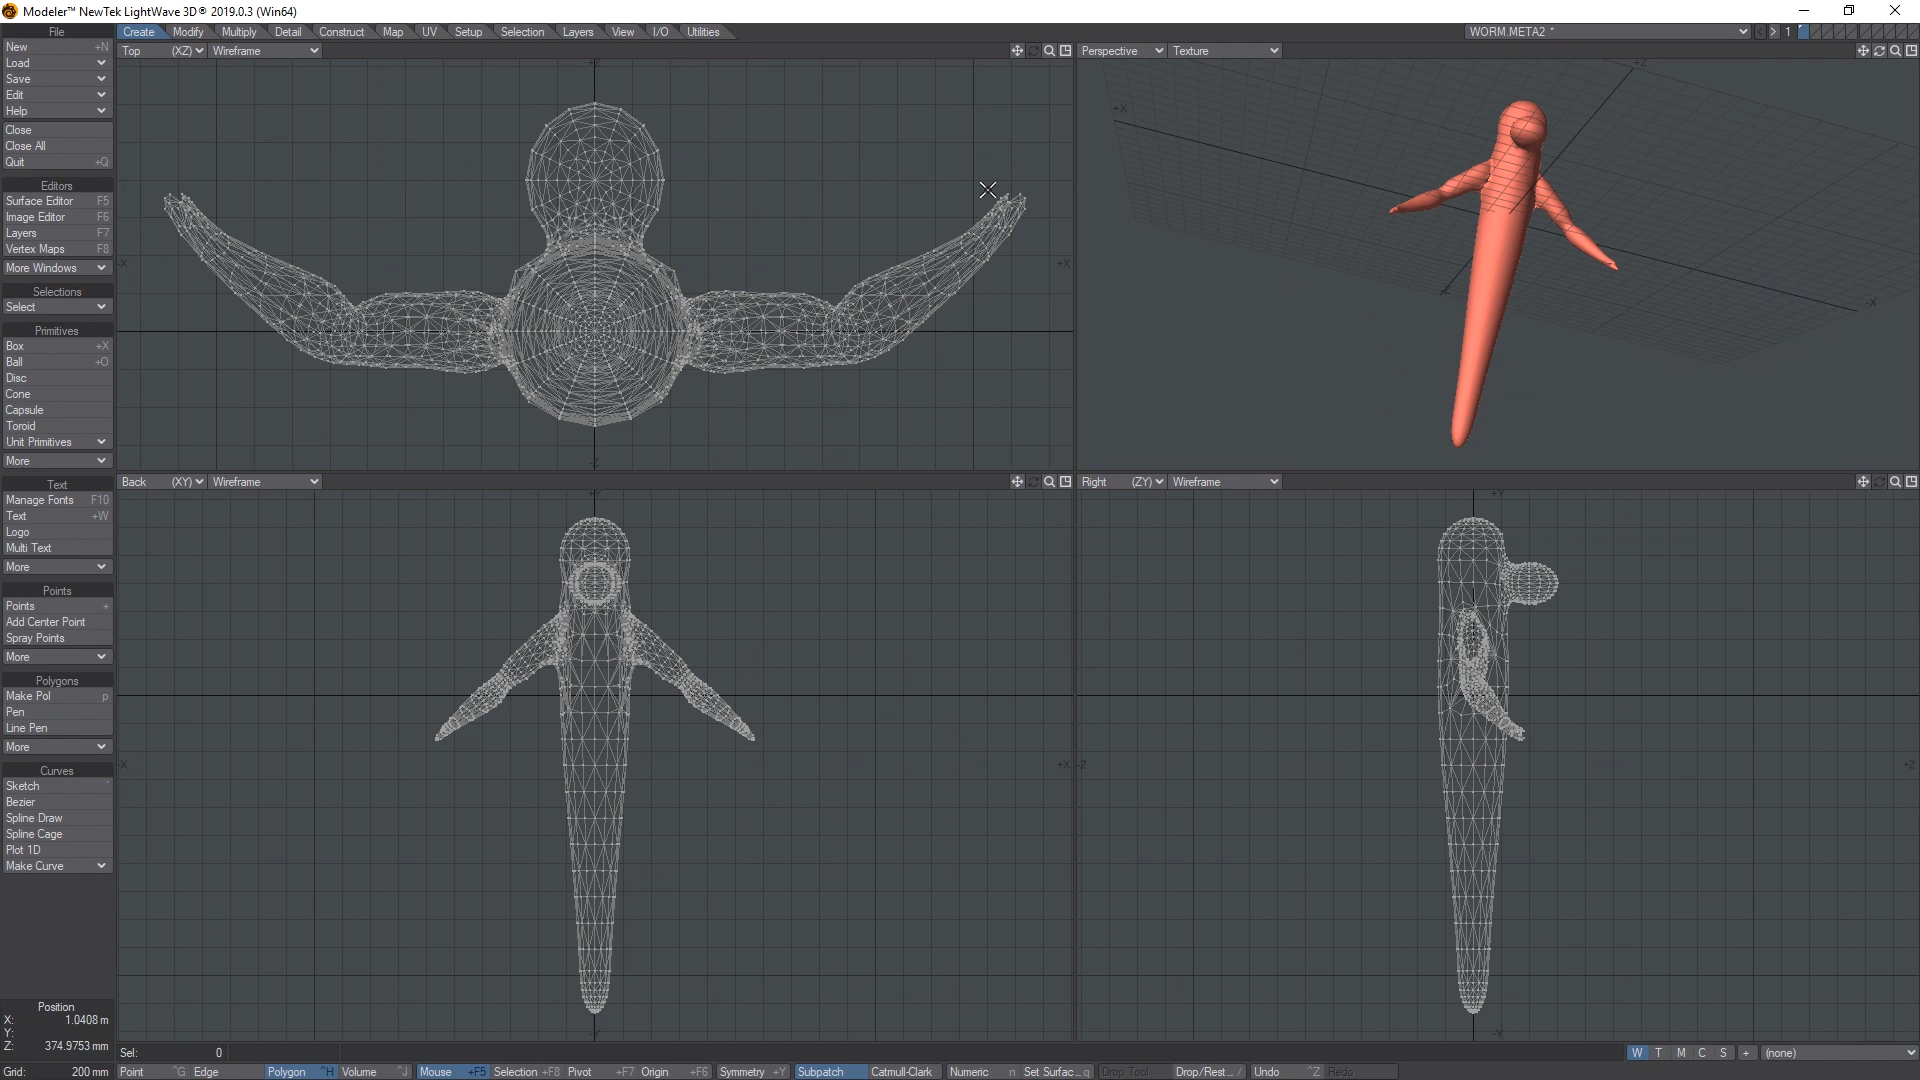 Modeler™ NewTek LightWave 3D® 2019.0.3 (Win64)
File
Create Modify Multiply Detail Construct Map UV Setup Selection Layers View I/O Utilities
WORM.META2 * 1
New +N
Load
Save
Edit
Help
Close
Close All
Quit +Q
Editors
Surface Editor F5
Image Editor F6
Layers F7
Vertex Maps F8
More Windows
Selections
Select
Primitives
Box +X
Ball +O
Disc
Cone
Capsule
Toroid
Unit Primitives
More
Text
Manage Fonts F10
Text +W
Logo
Multi Text
More
Points
Points +
Add Center Point
Spray Points
More
Polygons
Make Pol p
Pen
Line Pen
More
Curves
Sketch `
Bezier
Spline Draw
Spline Cage
Plot 1D
Make Curve
Top (XZ) Wireframe
+Z
-X
+X
-Z
Perspective Texture
+Z
+X
-Z
-X
Back (XY) Wireframe
+Y
-X
+X
-Y
Right (ZY) Wireframe
+Y
-Z
+Z
-Y
Position
X: 1.0408 m
Y:
Z: 374.9753 mm
Grid: 200 mm
Sel: 0
W T M C S + (none)
Point ^G Edge Polygon ^H Volume ^J Mouse +F5 Selection +F8 Pivot +F7 Origin +F6 Symmetry +Y Subpatch Catmull-Clark Numeric n Set Surfac... q Drop Tool Drop/Rest... / Undo ^Z Redo